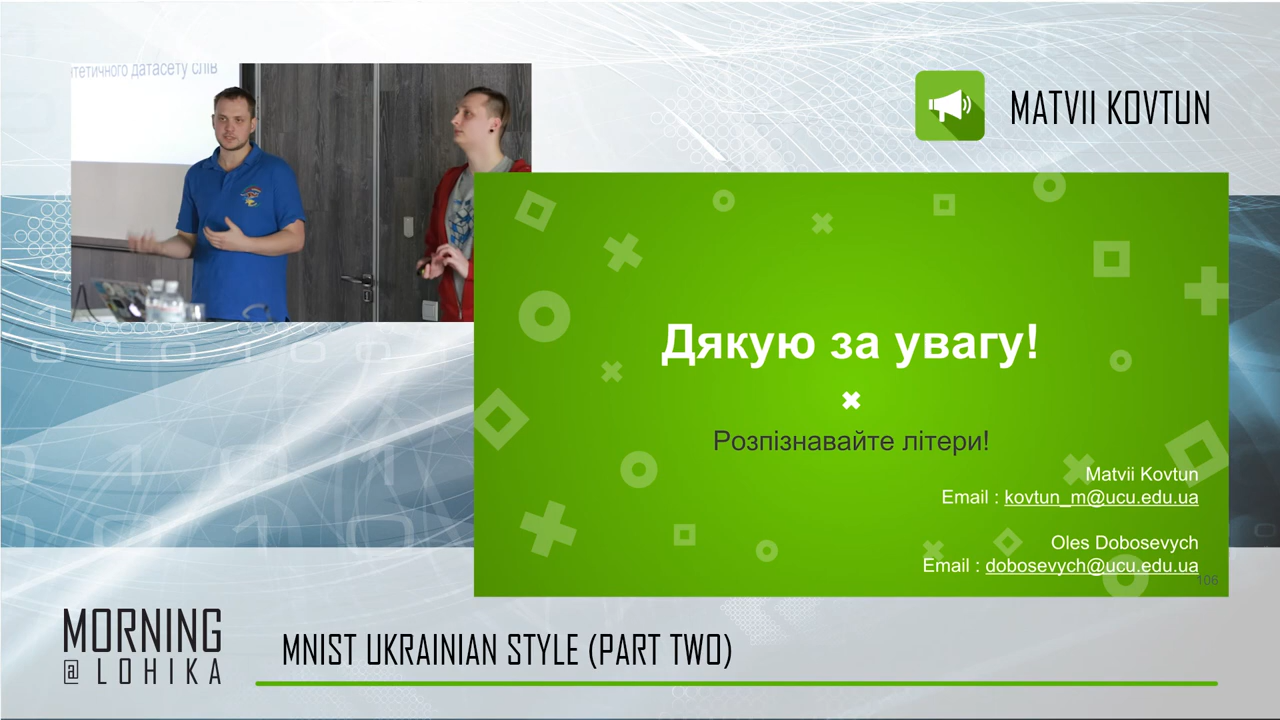 тетичного датасету слів
MATVII KOVTUN
Дякую за увагу!
Розпізнавайте літери!
Matvii Kovtun
Email : kovtun_m@ucu.edu.ua
Oles Dobosevych
Email : dobosevych@ucu.edu.ua
106
MORNING
@ LOHIKA
MNIST UKRAINIAN STYLE (PART TWO)